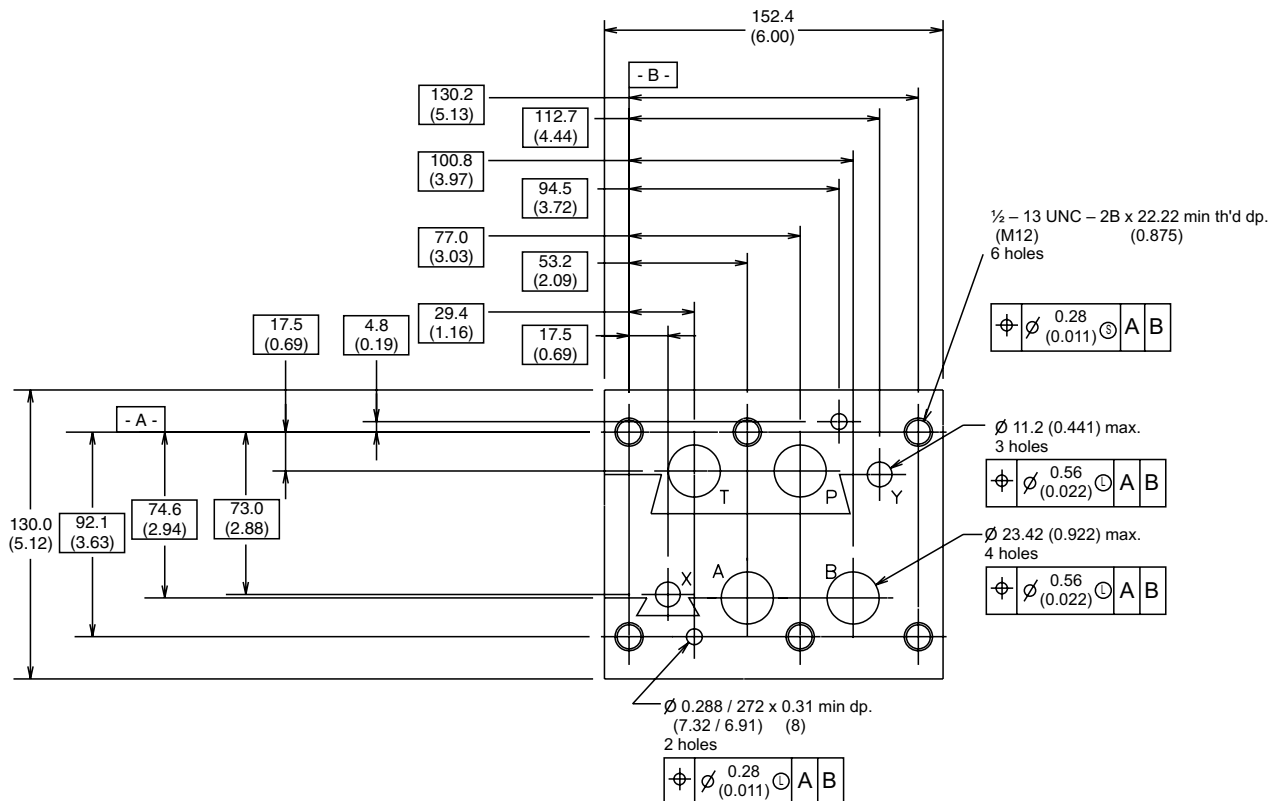 152.4
(6.00)
- B -
130.2
(5.13)
112.7
(4.44)
100.8
(3.97)
94.5
(3.72)
77.0
(3.03)
53.2
(2.09)
29.4
(1.16)
17.5
(0.69)
17.5
(0.69)
4.8
(0.19)
½ – 13 UNC – 2B x 22.22 min th'd dp.
(M12) (0.875)
6 holes
⌖ Ø 0.28 (0.011) Ⓢ A B
- A -
130.0
(5.12)
92.1
(3.63)
74.6
(2.94)
73.0
(2.88)
T
P
Y
X
A
B
Ø 11.2 (0.441) max.
3 holes
⌖ Ø 0.56 (0.022) Ⓛ A B
Ø 23.42 (0.922) max.
4 holes
⌖ Ø 0.56 (0.022) Ⓛ A B
Ø 0.288 / 272 x 0.31 min dp.
(7.32 / 6.91) (8)
2 holes
⌖ Ø 0.28 (0.011) Ⓛ A B